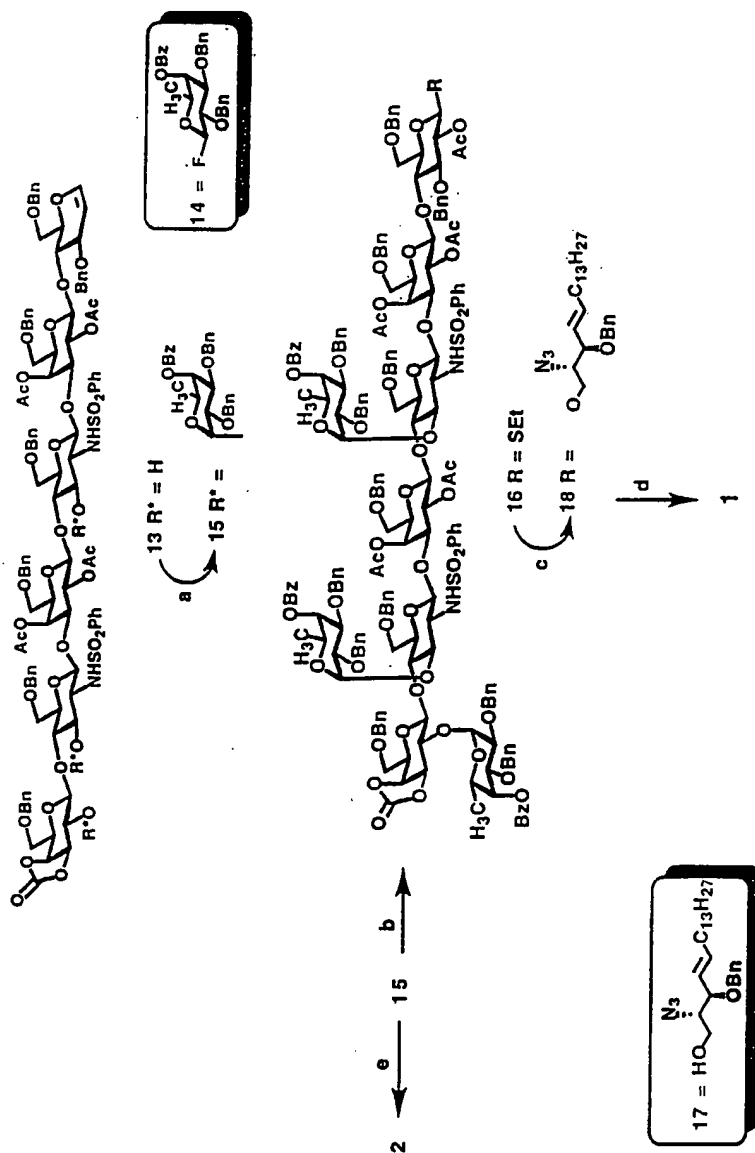 O
O
O
OBn
O
R*O
O
OBn
O
R*O
NHSO2Ph
O
AcO
OBn
O
OAc
O
OBn
O
R*O
NHSO2Ph
O
AcO
OBn
O
OAc
O
OBn
O
BnO
13 R* = H
a
15 R* =
H3C
OBz
O
OBn
OBn
14 = F
H3C
OBz
O
OBn
OBn
2
e
15
b
O
O
O
OBn
O
O
H3C
O
OBn
OBn
BzO
H3C
OBz
O
OBn
OBn
OBn
O
O
O
NHSO2Ph
O
AcO
OBn
O
OAc
O
H3C
OBz
O
OBn
OBn
OBn
O
O
NHSO2Ph
O
AcO
OBn
O
OAc
O
OBn
O
BnO
AcO
R
16 R = SEt
c
18 R =
O
N3
OBn
C13H27
d
1
17 = HO
N3
OBn
C13H27